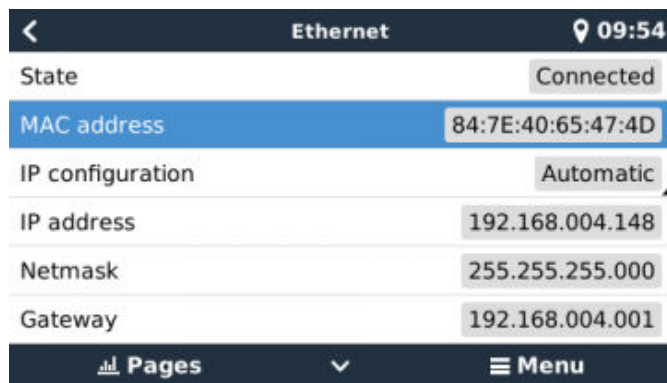 Ethernet 09:54
State Connected
MAC address 84:7E:40:65:47:4D
IP configuration Automatic
IP address 192.168.004.148
Netmask 255.255.255.000
Gateway 192.168.004.001
Pages Menu